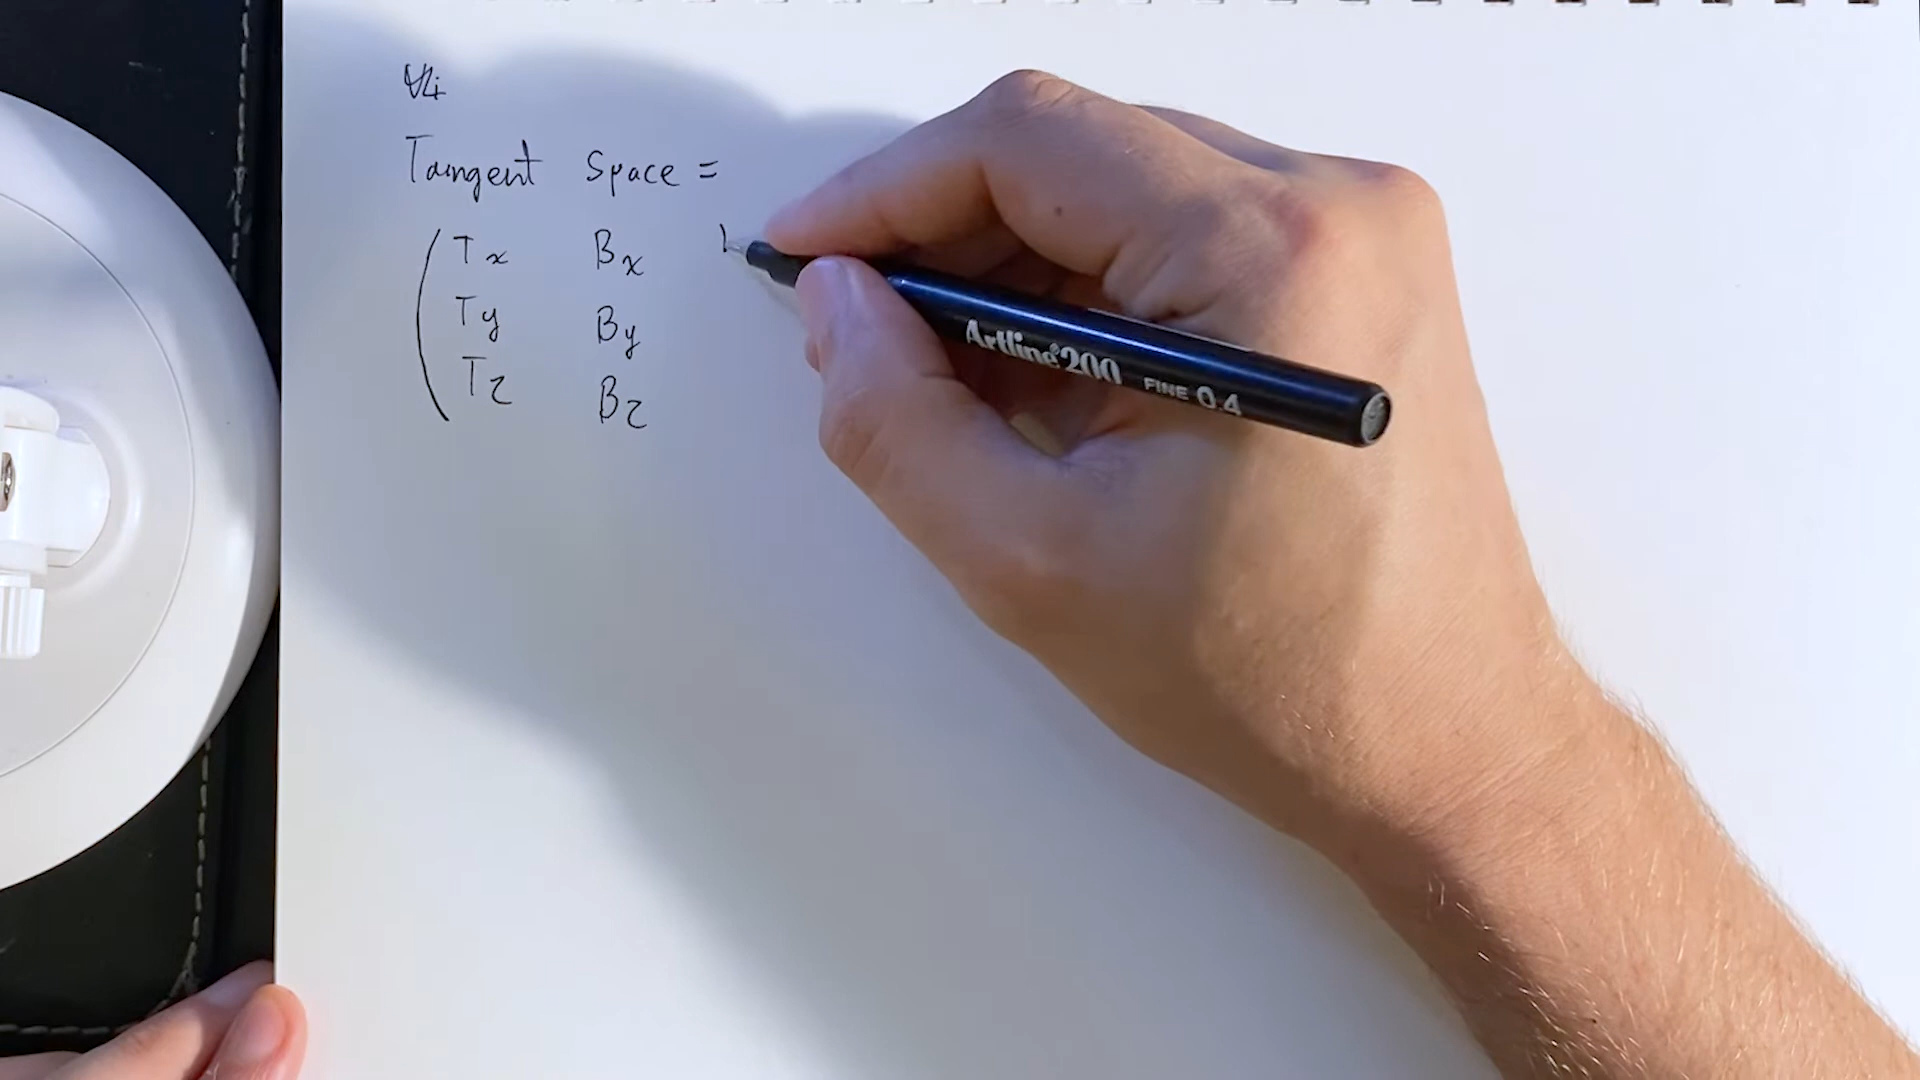 Tangent Space =
Tx Bx
Ty By
Tz Bz
Artline 200 FINE 0.4